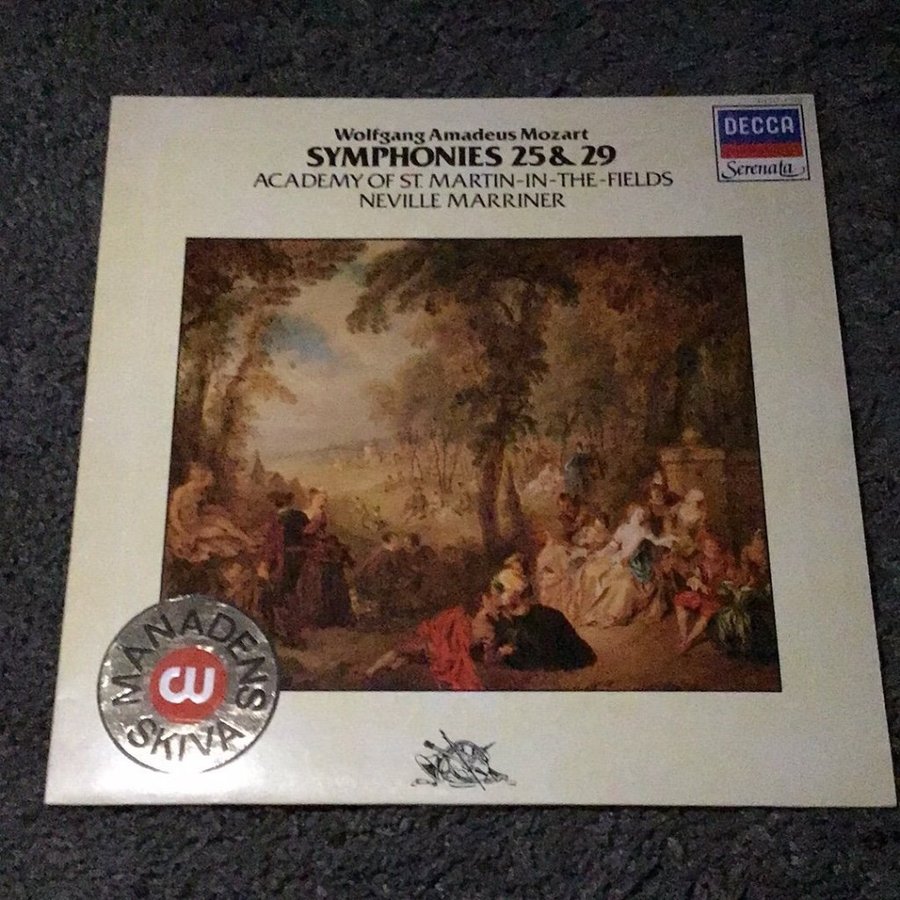 Wolfgang Amadeus Mozart
SYMPHONIES 25 & 29
ACADEMY OF ST. MARTIN-IN-THE-FIELDS
NEVILLE MARRINER
DECCA
Serenata
MÅNADENS
CW
SKIVA